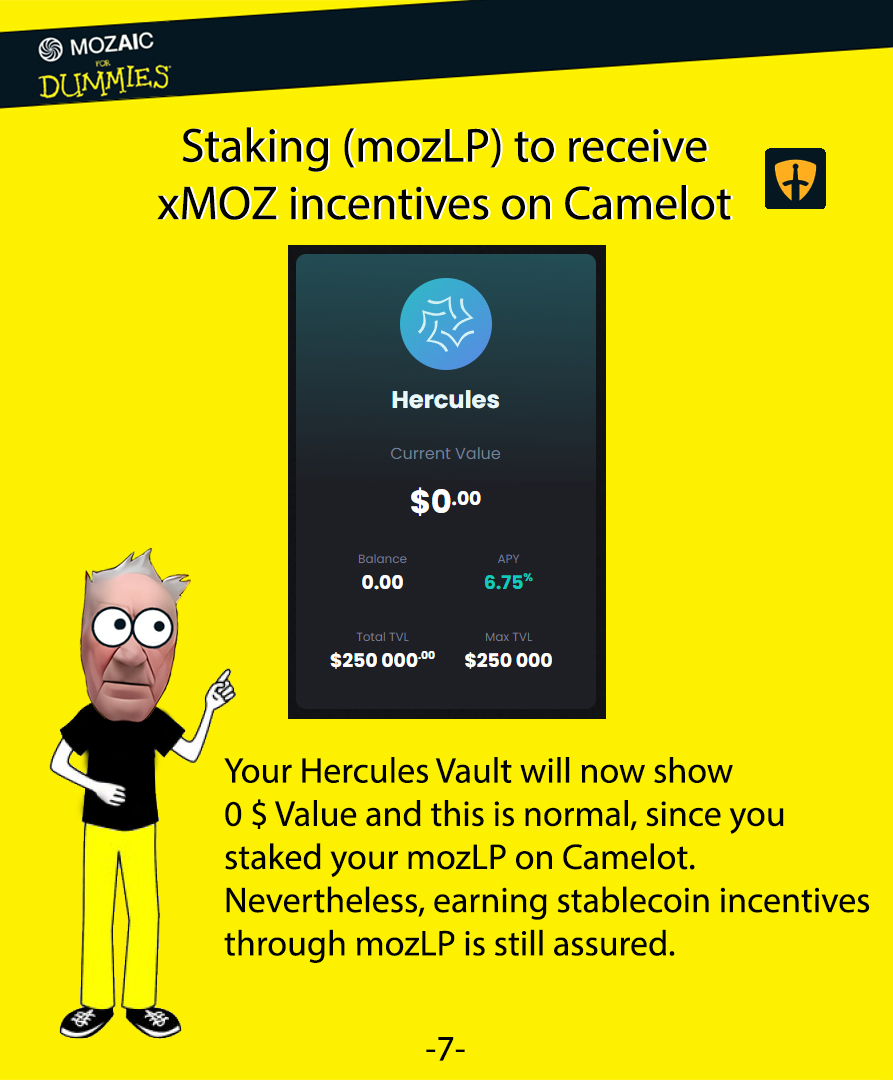 MOZAIC
FOR
DUMMIES
Staking (mozLP) to receive
xMOZ incentives on Camelot
Hercules
Current Value
$0.00
Balance APY
0.00 6.75%
Total TVL Max TVL
$250 000.00 $250 000
Your Hercules Vault will now show
0 $ Value and this is normal, since you
staked your mozLP on Camelot.
Nevertheless, earning stablecoin incentives
through mozLP is still assured.
-7-